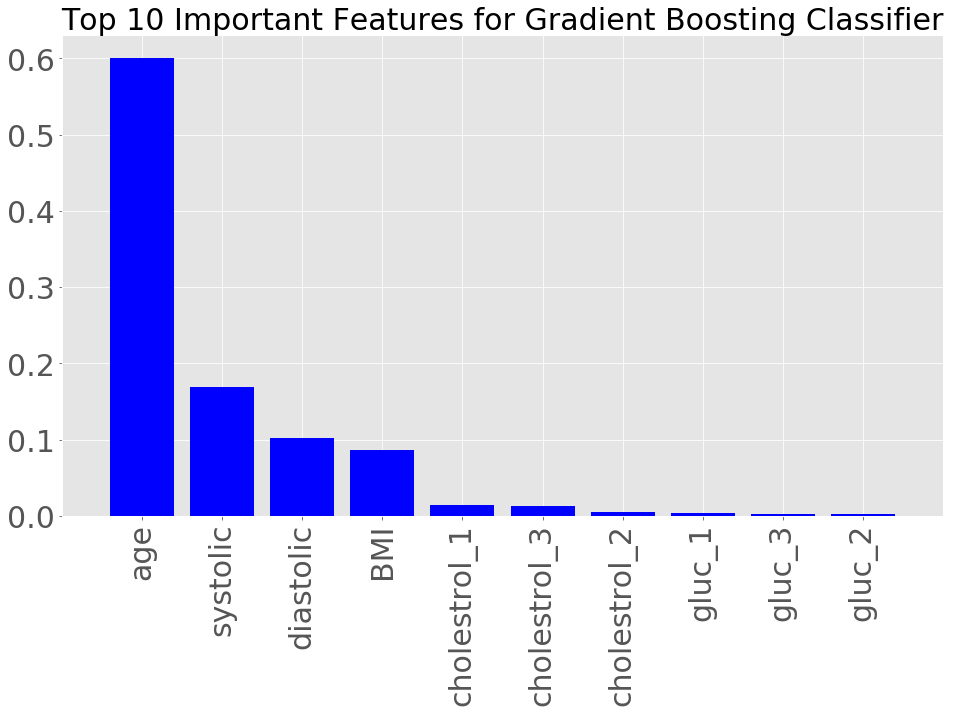 Top 10 Important Features for Gradient Boosting Classifier
0.6
0.5
0.4
0.3
0.2
0.1
0.0
age
systolic
diastolic
BMI
cholestrol_1
cholestrol_3
cholestrol_2
gluc_1
gluc_3
gluc_2